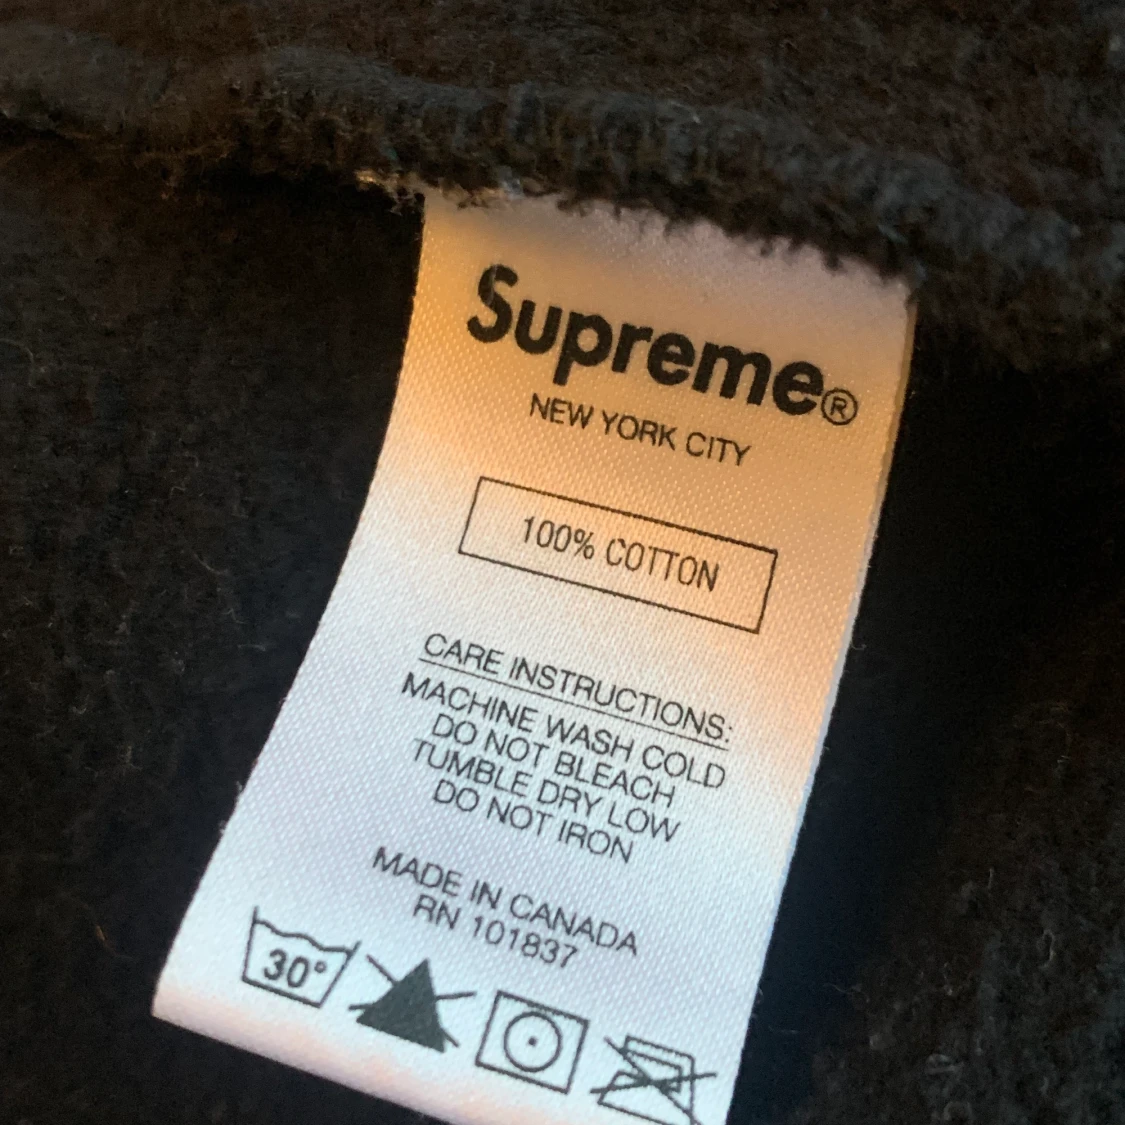 Supreme®
NEW YORK CITY
100% COTTON
CARE INSTRUCTIONS:
MACHINE WASH COLD
DO NOT BLEACH
TUMBLE DRY LOW
DO NOT IRON
MADE IN CANADA
RN 101837
30°